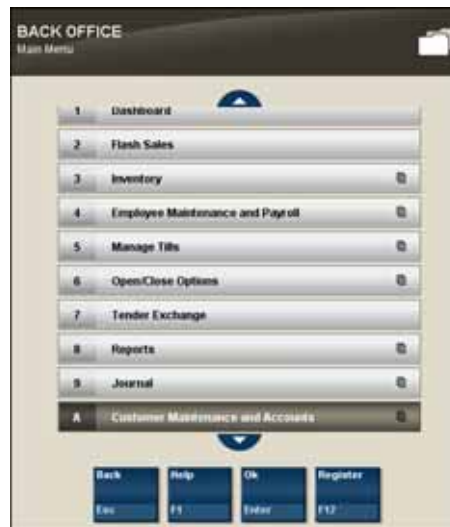 BACK OFFICE
Main Menu
1 Dashboard
2 Flash Sales
3 Inventory
4 Employee Maintenance and Payroll
5 Manage Tills
6 Open/Close Options
7 Tender Exchange
8 Reports
9 Journal
A Customer Maintenance and Accounts
Back Help Ok Register
Esc F1 Enter F12